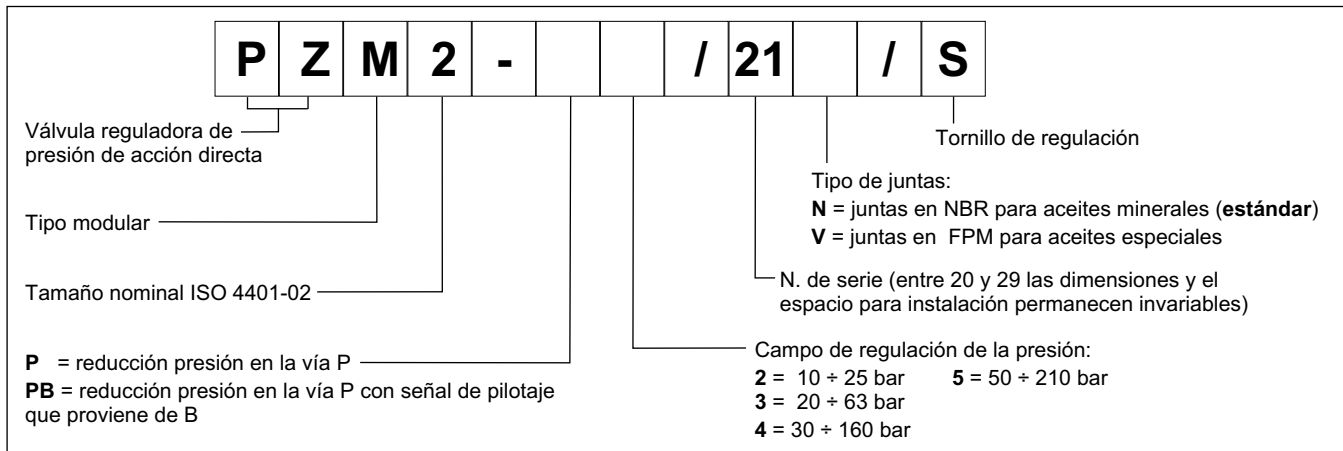 P Z M 2 - / 21 / S
Válvula reguladora de
presión de acción directa
Tipo modular
Tamaño nominal ISO 4401-02
P = reducción presión en la vía P
PB = reducción presión en la vía P con señal de pilotaje
que proviene de B
Tornillo de regulación
Tipo de juntas:
N = juntas en NBR para aceites minerales (estándar)
V = juntas en FPM para aceites especiales
N. de serie (entre 20 y 29 las dimensiones y el
espacio para instalación permanecen invariables)
Campo de regulación de la presión:
2 = 10 ÷ 25 bar 5 = 50 ÷ 210 bar
3 = 20 ÷ 63 bar
4 = 30 ÷ 160 bar